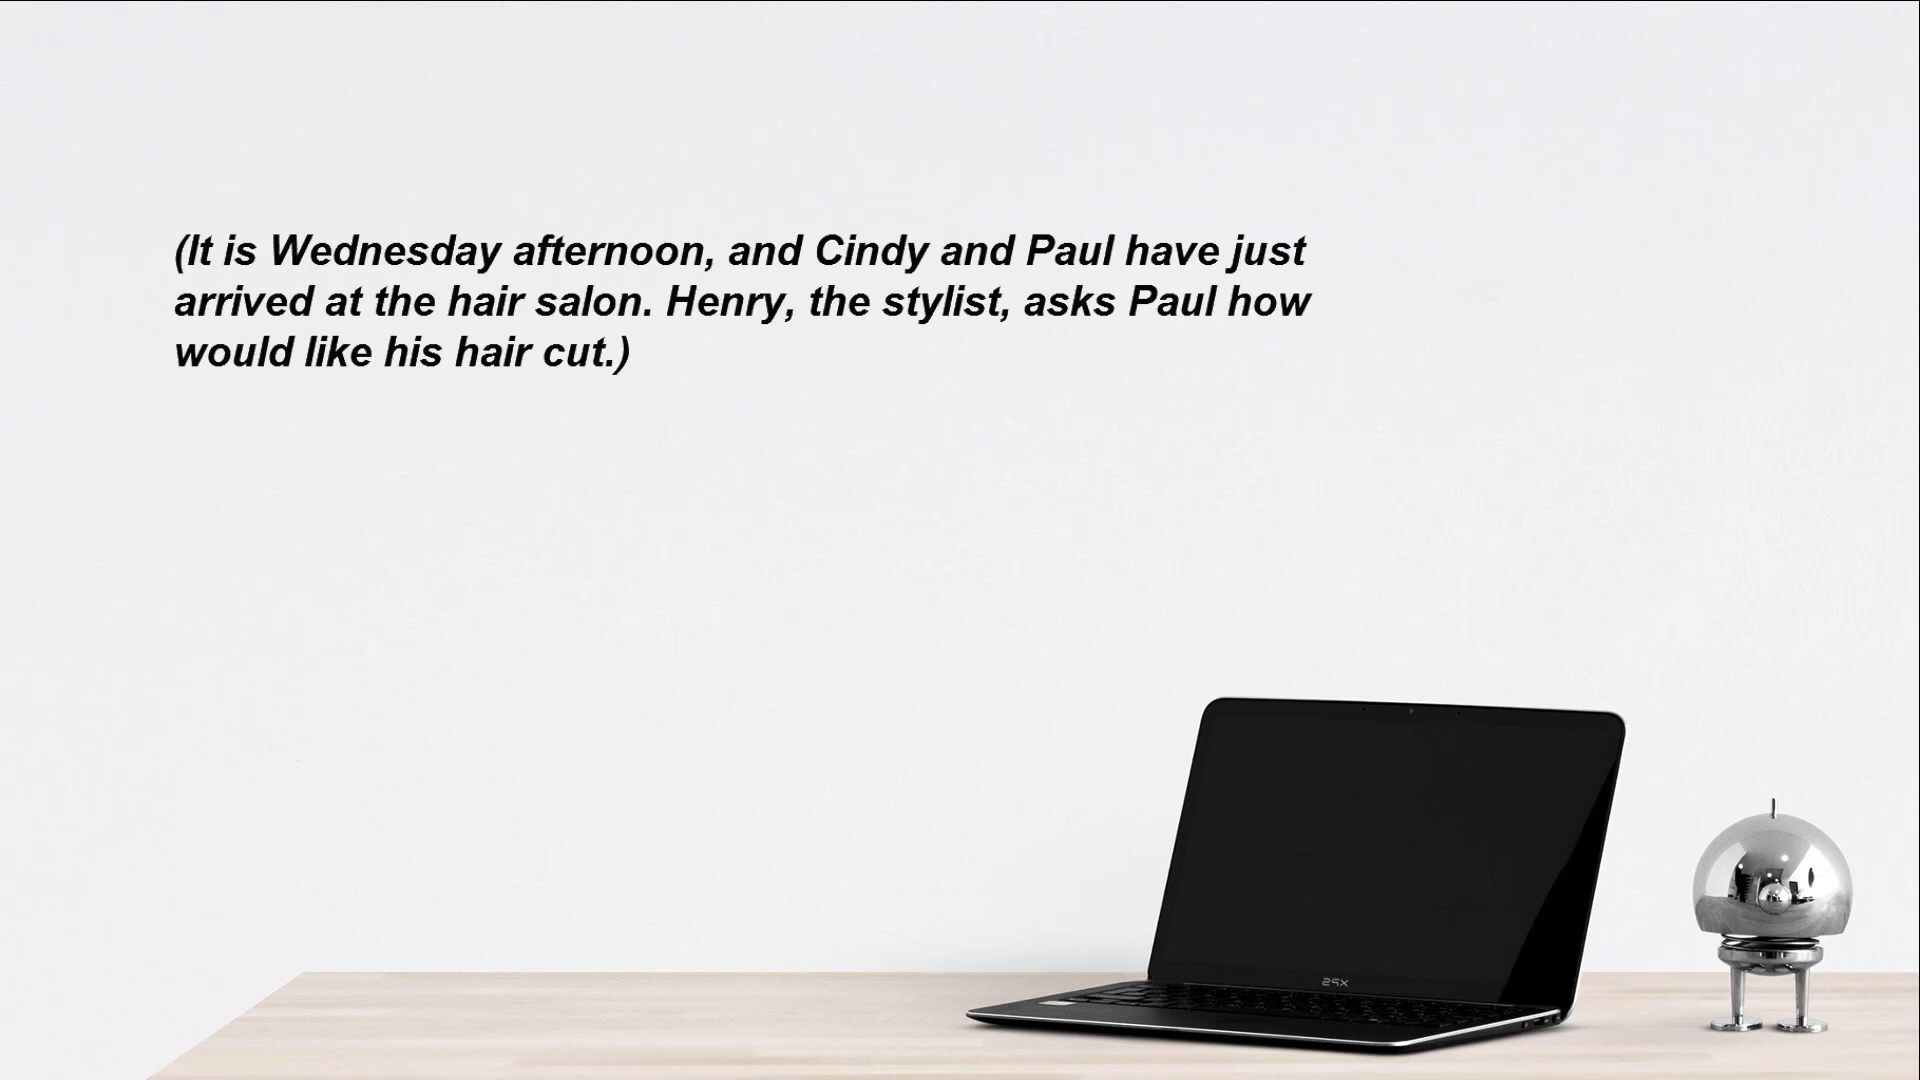 (It is Wednesday afternoon, and Cindy and Paul have just
arrived at the hair salon. Henry, the stylist, asks Paul how
would like his hair cut.)
XPS